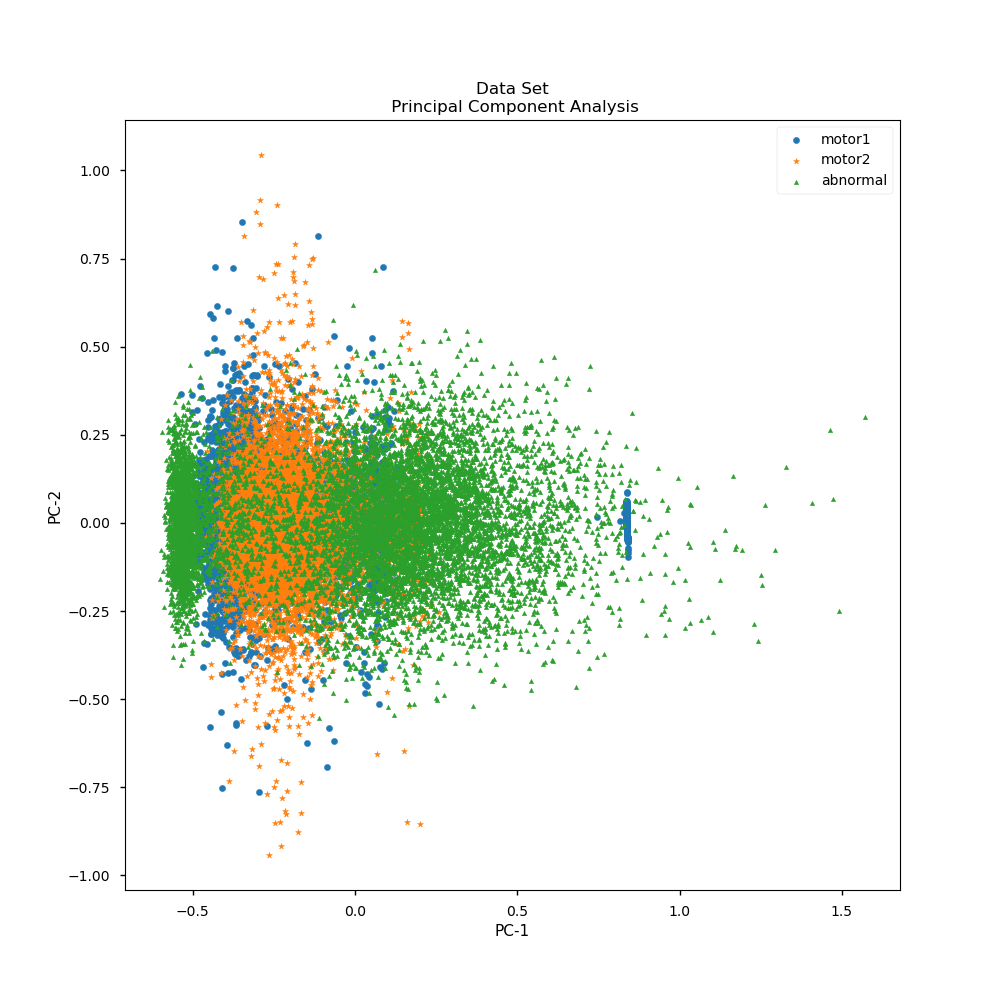 Data Set
Principal Component Analysis
motor1
motor2
abnormal
1.00
0.75
0.50
0.25
0.00
−0.25
−0.50
−0.75
−1.00
PC-2
−0.5
0.0
0.5
1.0
1.5
PC-1